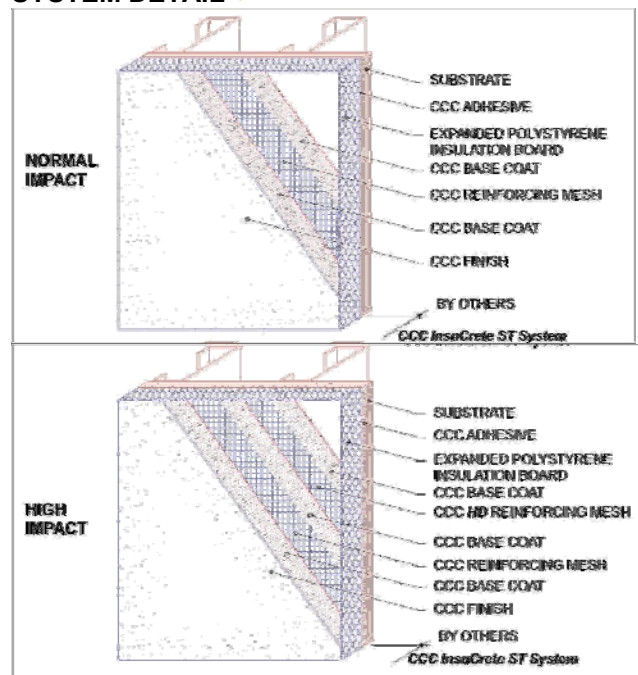 SYSTEM DETAIL
NORMAL
IMPACT
SUBSTRATE
CCC ADHESIVE
EXPANDED POLYSTYRENE
INSULATION BOARD
CCC BASE COAT
CCC REINFORCING MESH
CCC BASE COAT
CCC FINISH
BY OTHERS
CCC InsulCrete ST System
HIGH
IMPACT
SUBSTRATE
CCC ADHESIVE
EXPANDED POLYSTYRENE
INSULATION BOARD
CCC BASE COAT
CCC HD REINFORCING MESH
CCC BASE COAT
CCC REINFORCING MESH
CCC BASE COAT
CCC FINISH
BY OTHERS
CCC InsulCrete ST System